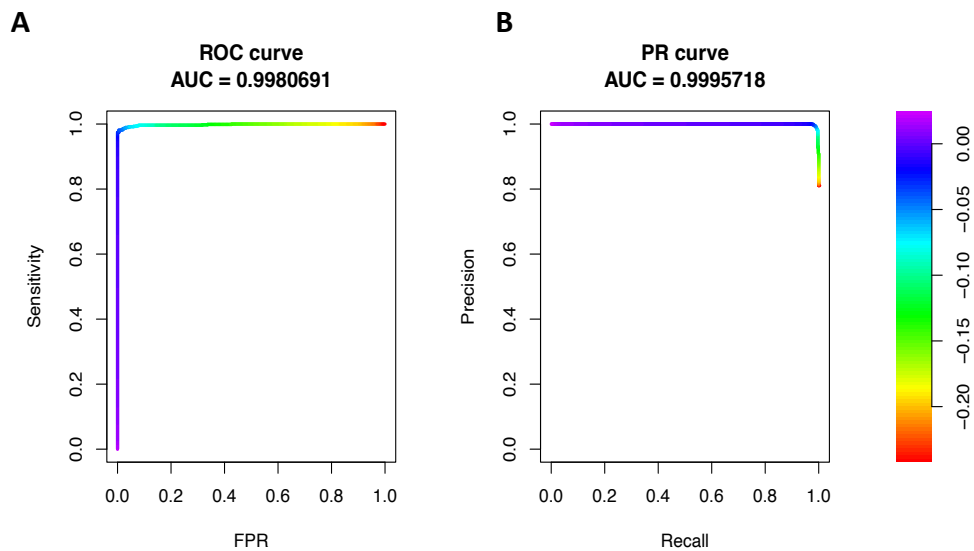 A
ROC curve
AUC = 0.9980691
Sensitivity
1.0
0.8
0.6
0.4
0.2
0.0
0.0 0.2 0.4 0.6 0.8 1.0
FPR
B
PR curve
AUC = 0.9995718
Precision
1.0
0.8
0.6
0.4
0.2
0.0
0.0 0.2 0.4 0.6 0.8 1.0
Recall
0.00
−0.05
−0.10
−0.15
−0.20